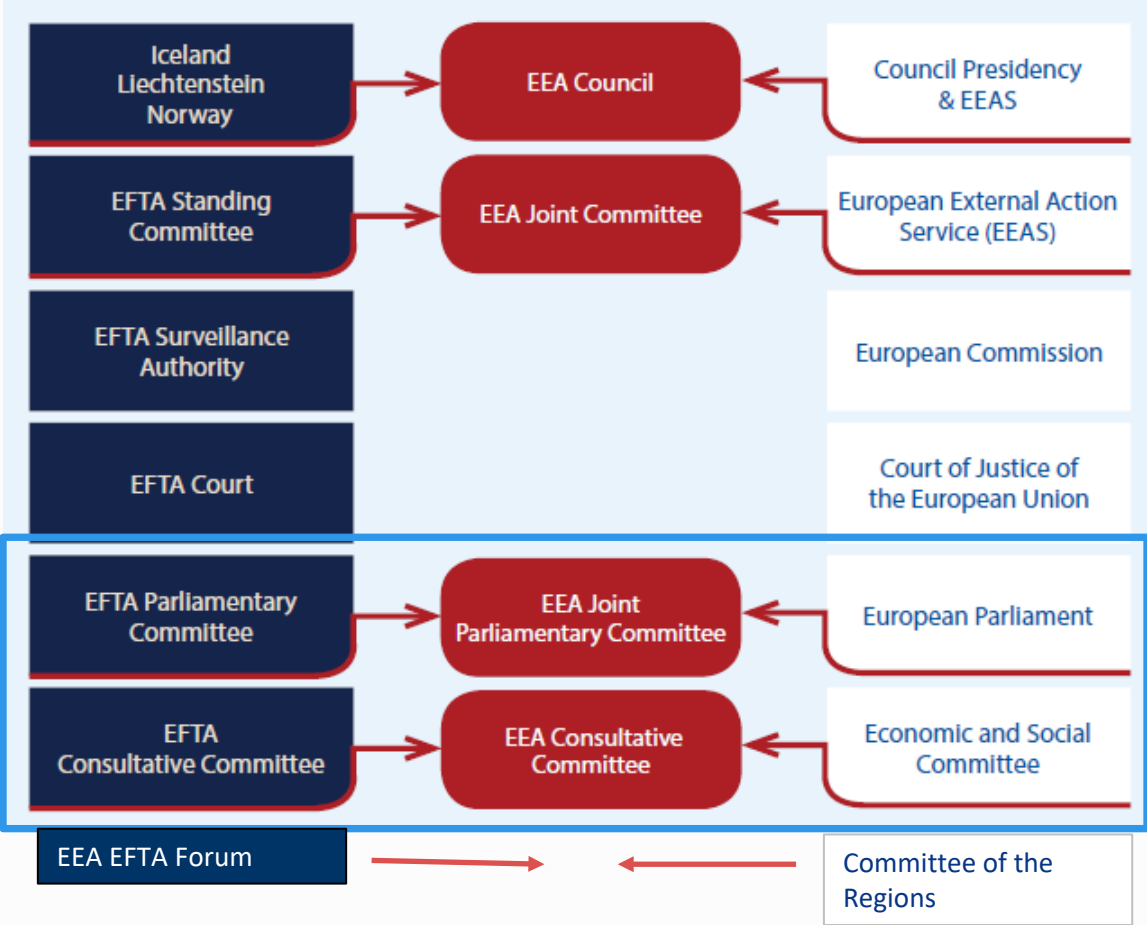 Iceland
Liechtenstein
Norway
EEA Council
Council Presidency
& EEAS
EFTA Standing
Committee
EEA Joint Committee
European External Action
Service (EEAS)
EFTA Surveillance
Authority
European Commission
EFTA Court
Court of Justice of
the European Union
EFTA Parliamentary
Committee
EEA Joint
Parliamentary Committee
European Parliament
EFTA
Consultative Committee
EEA Consultative
Committee
Economic and Social
Committee
EEA EFTA Forum
Committee of the
Regions